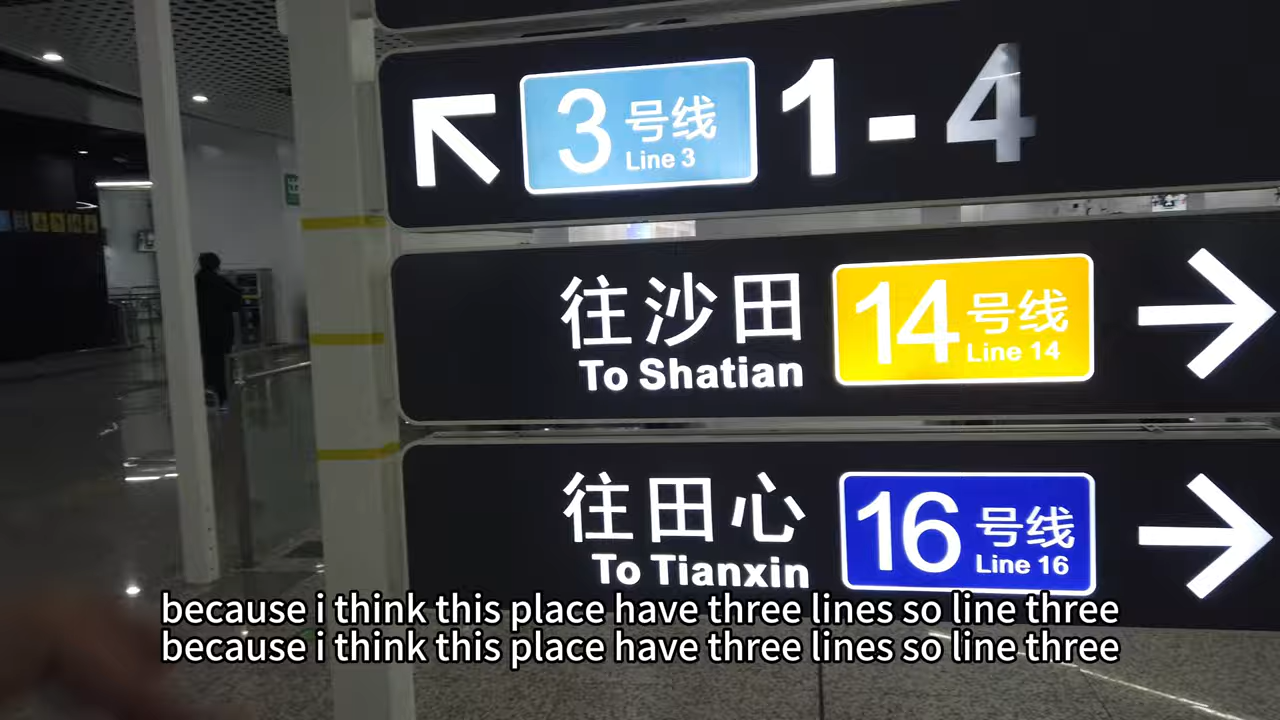 3号线
Line 3
1-4
往沙田
To Shatian
14号线
Line 14
往田心
To Tianxin
16号线
Line 16
because i think this place have three lines so line three
because i think this place have three lines so line three